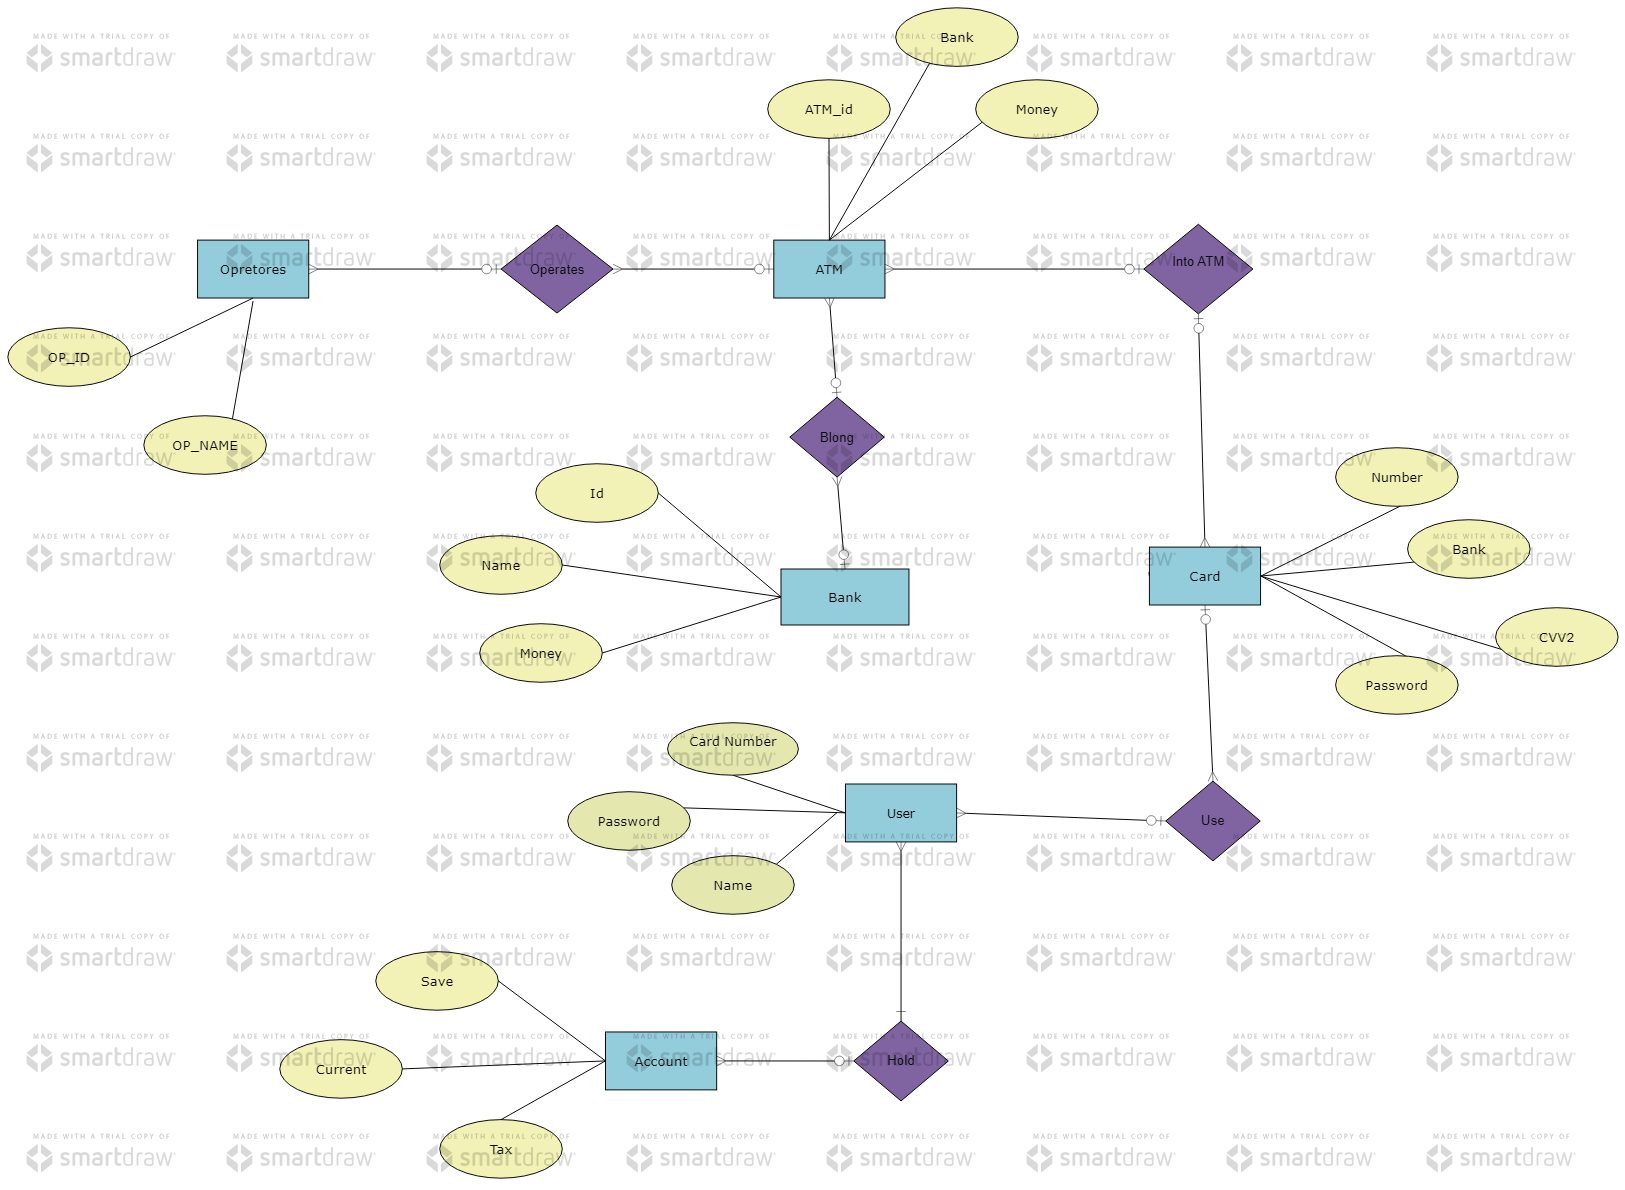 Bank
ATM_id
Money
Opretores
Operates
ATM
Into ATM
OP_ID
OP_NAME
Blong
Id
Name
Money
Bank
Number
Bank
Card
CVV2
Password
Card Number
Password
Name
User
Use
Save
Current
Tax
Account
Hold
MADE WITH A TRIAL COPY OF
smartdraw